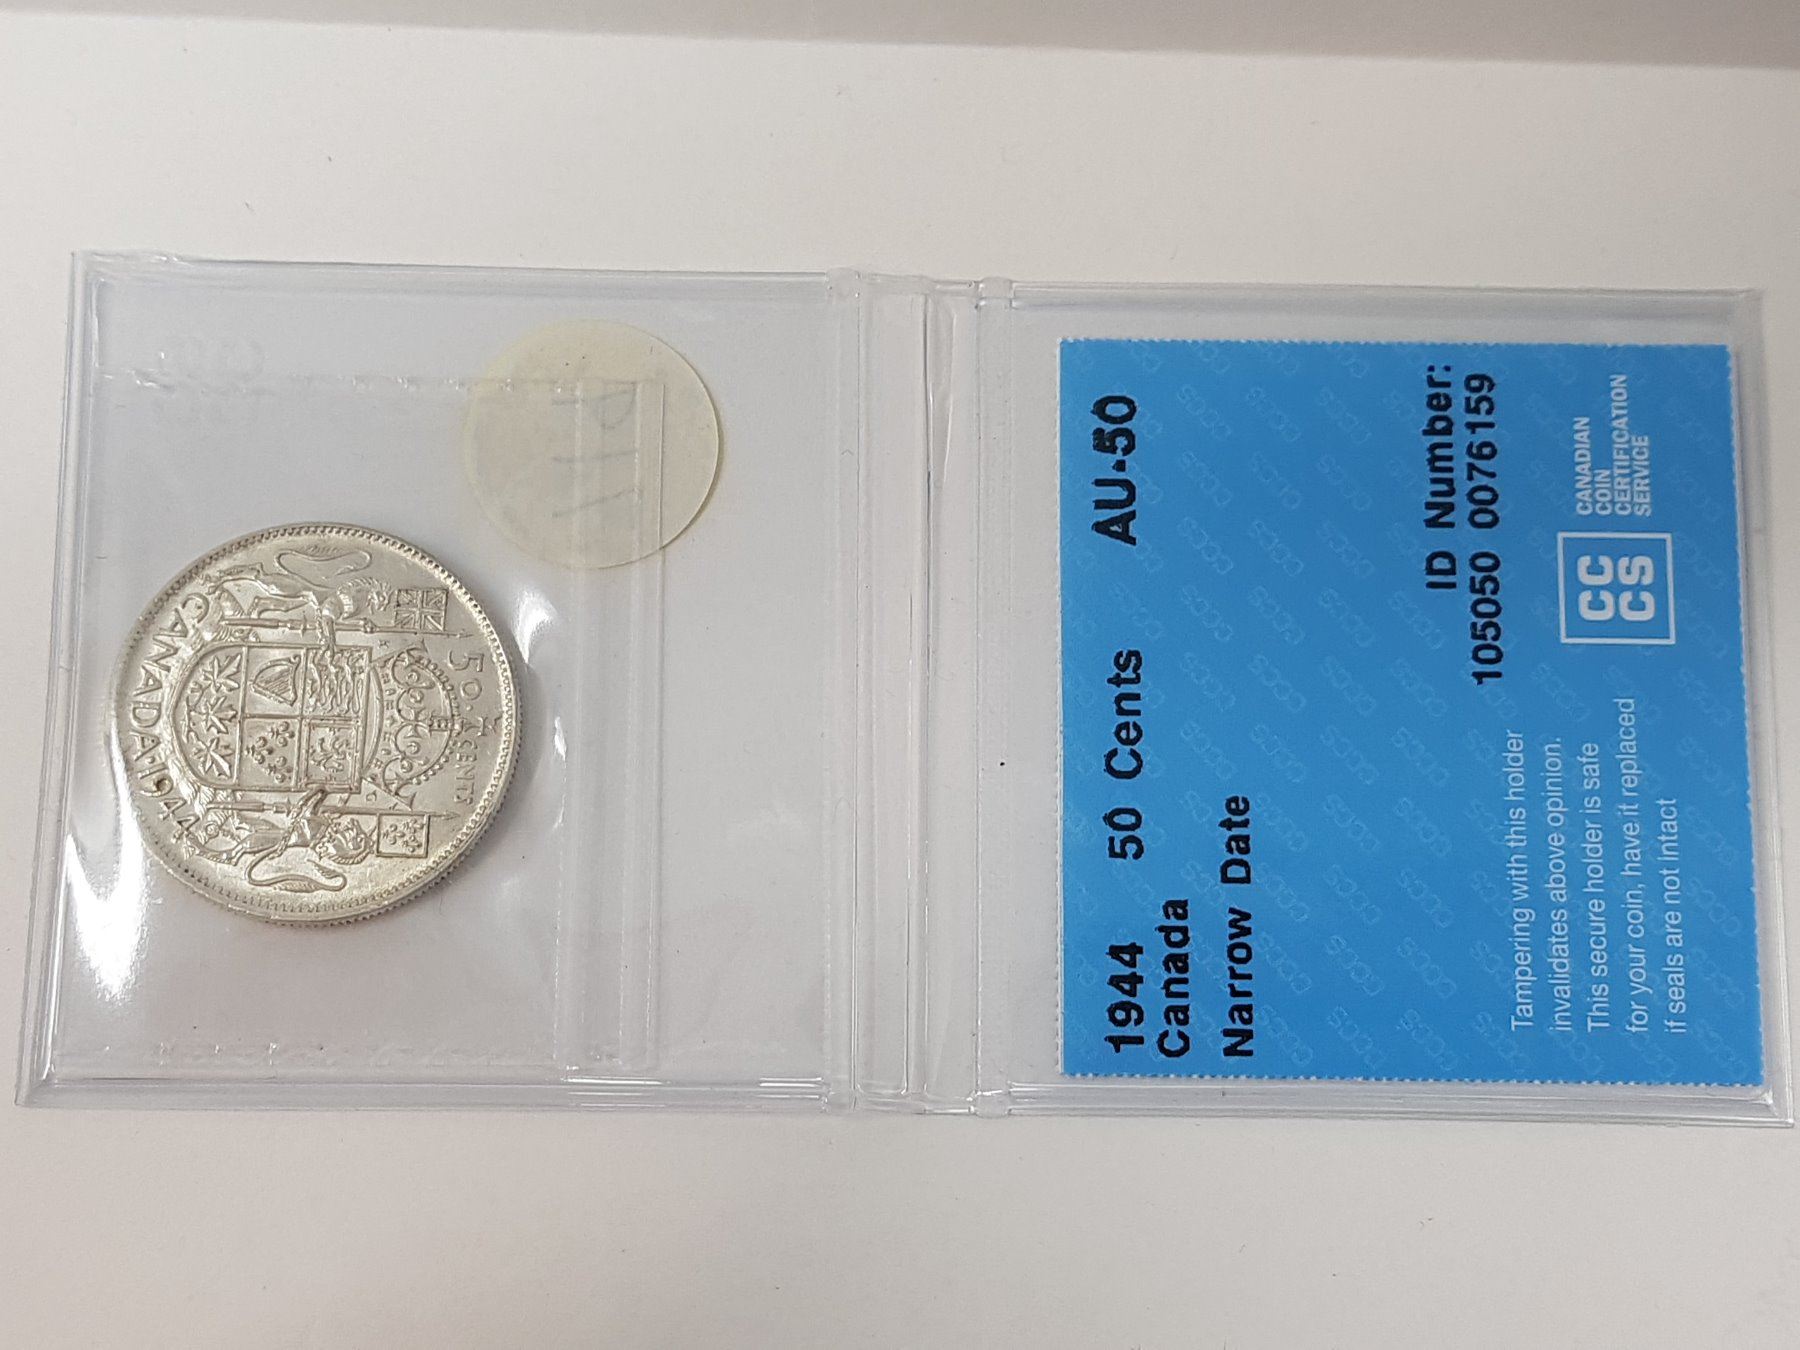 CANADA·1944
50 CENTS
1944 50 Cents AU-50
Canada
Narrow Date
ID Number:
105050 0076159
Tampering with this holder
invalidates above opinion.
This secure holder is safe
for your coin, have it replaced
if seals are not intact
CC
CS
CANADIAN
COIN
CERTIFICATION
SERVICE